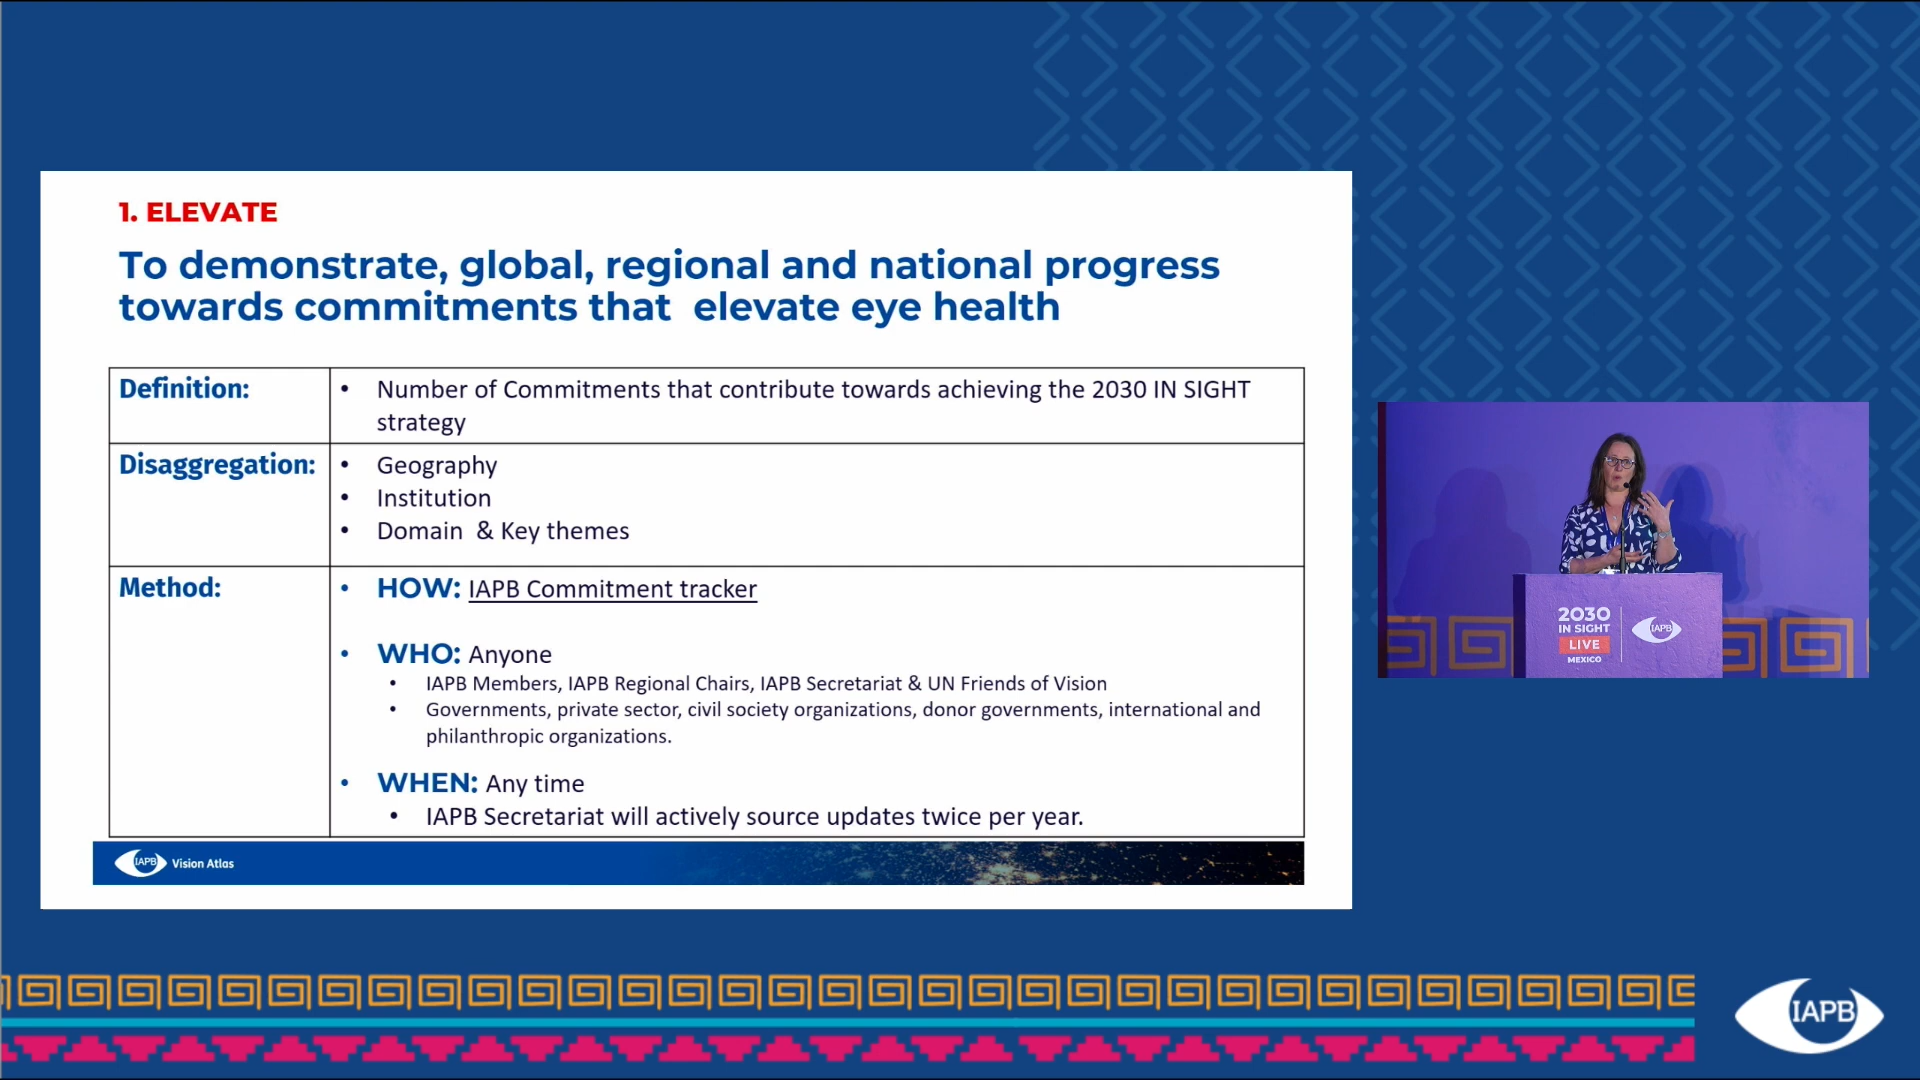 1. ELEVATE
To demonstrate, global, regional and national progress
towards commitments that  elevate eye health
Definition:
• Number of Commitments that contribute towards achieving the 2030 IN SIGHT
strategy
Disaggregation:
• Geography
• Institution
• Domain  & Key themes
Method:
• HOW: IAPB Commitment tracker
• WHO: Anyone
• IAPB Members, IAPB Regional Chairs, IAPB Secretariat & UN Friends of Vision
• Governments, private sector, civil society organizations, donor governments, international and
philanthropic organizations.
• WHEN: Any time
• IAPB Secretariat will actively source updates twice per year.
IAPB Vision Atlas
2030
IN SIGHT
LIVE
MEXICO
IAPB
IAPB